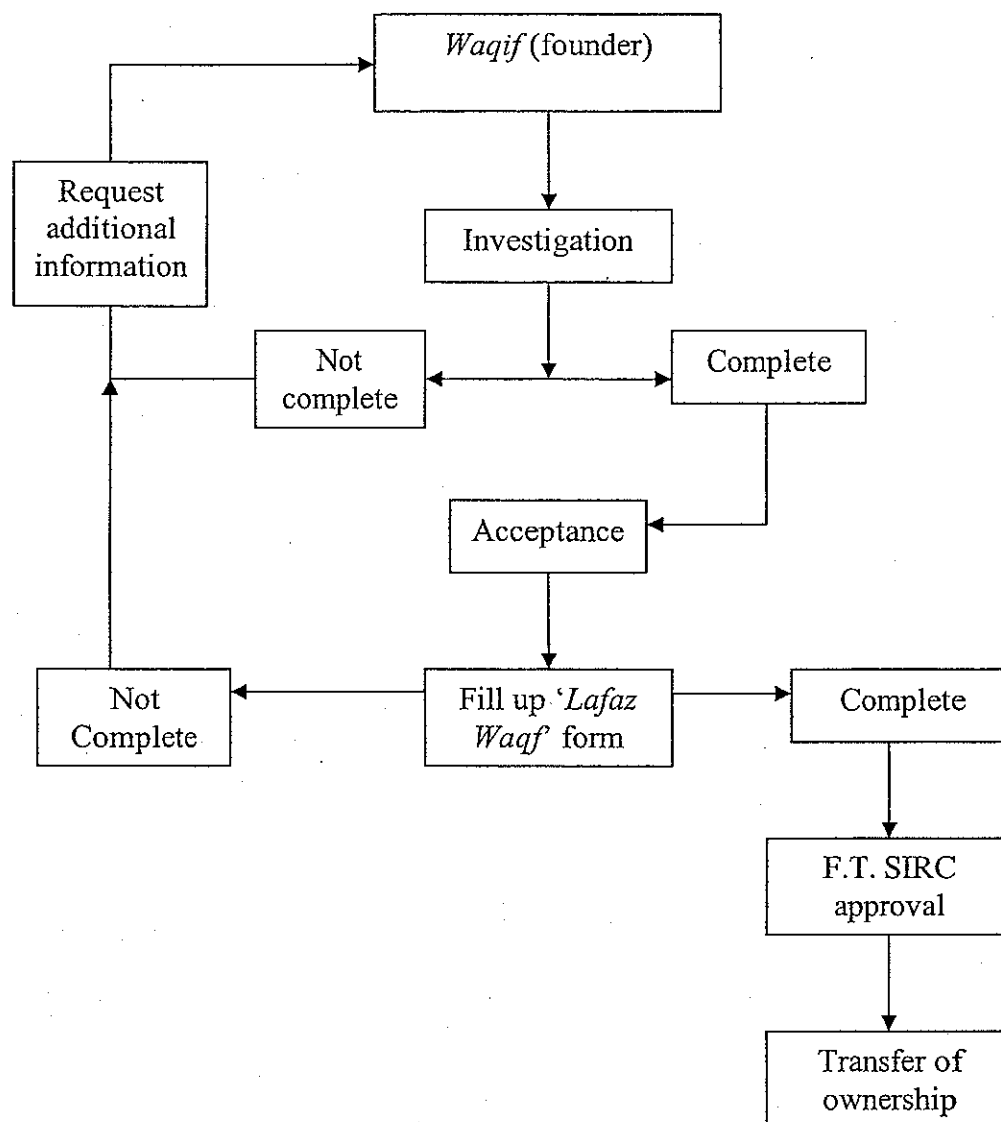 Waqif (founder)
Request
additional
information
Investigation
Not
complete
Complete
Acceptance
Not
Complete
Fill up ‘Lafaz
Waqf’ form
Complete
F.T. SIRC
approval
Transfer of
ownership